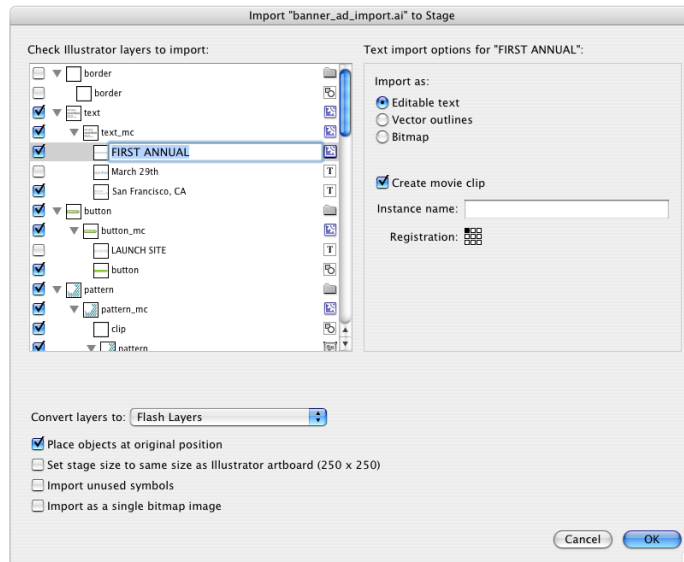 Import "banner_ad_import.ai" to Stage
Check Illustrator layers to import:
border
border
text
text_mc
FIRST ANNUAL
March 29th
T
San Francisco, CA
T
button
button_mc
LAUNCH SITE
T
button
pattern
pattern_mc
clip
pattern
Text import options for "FIRST ANNUAL":
Import as:
Editable text
Vector outlines
Bitmap
Create movie clip
Instance name:
Registration:
Convert layers to: Flash Layers
Place objects at original position
Set stage size to same size as Illustrator artboard (250 x 250)
Import unused symbols
Import as a single bitmap image
Cancel
OK